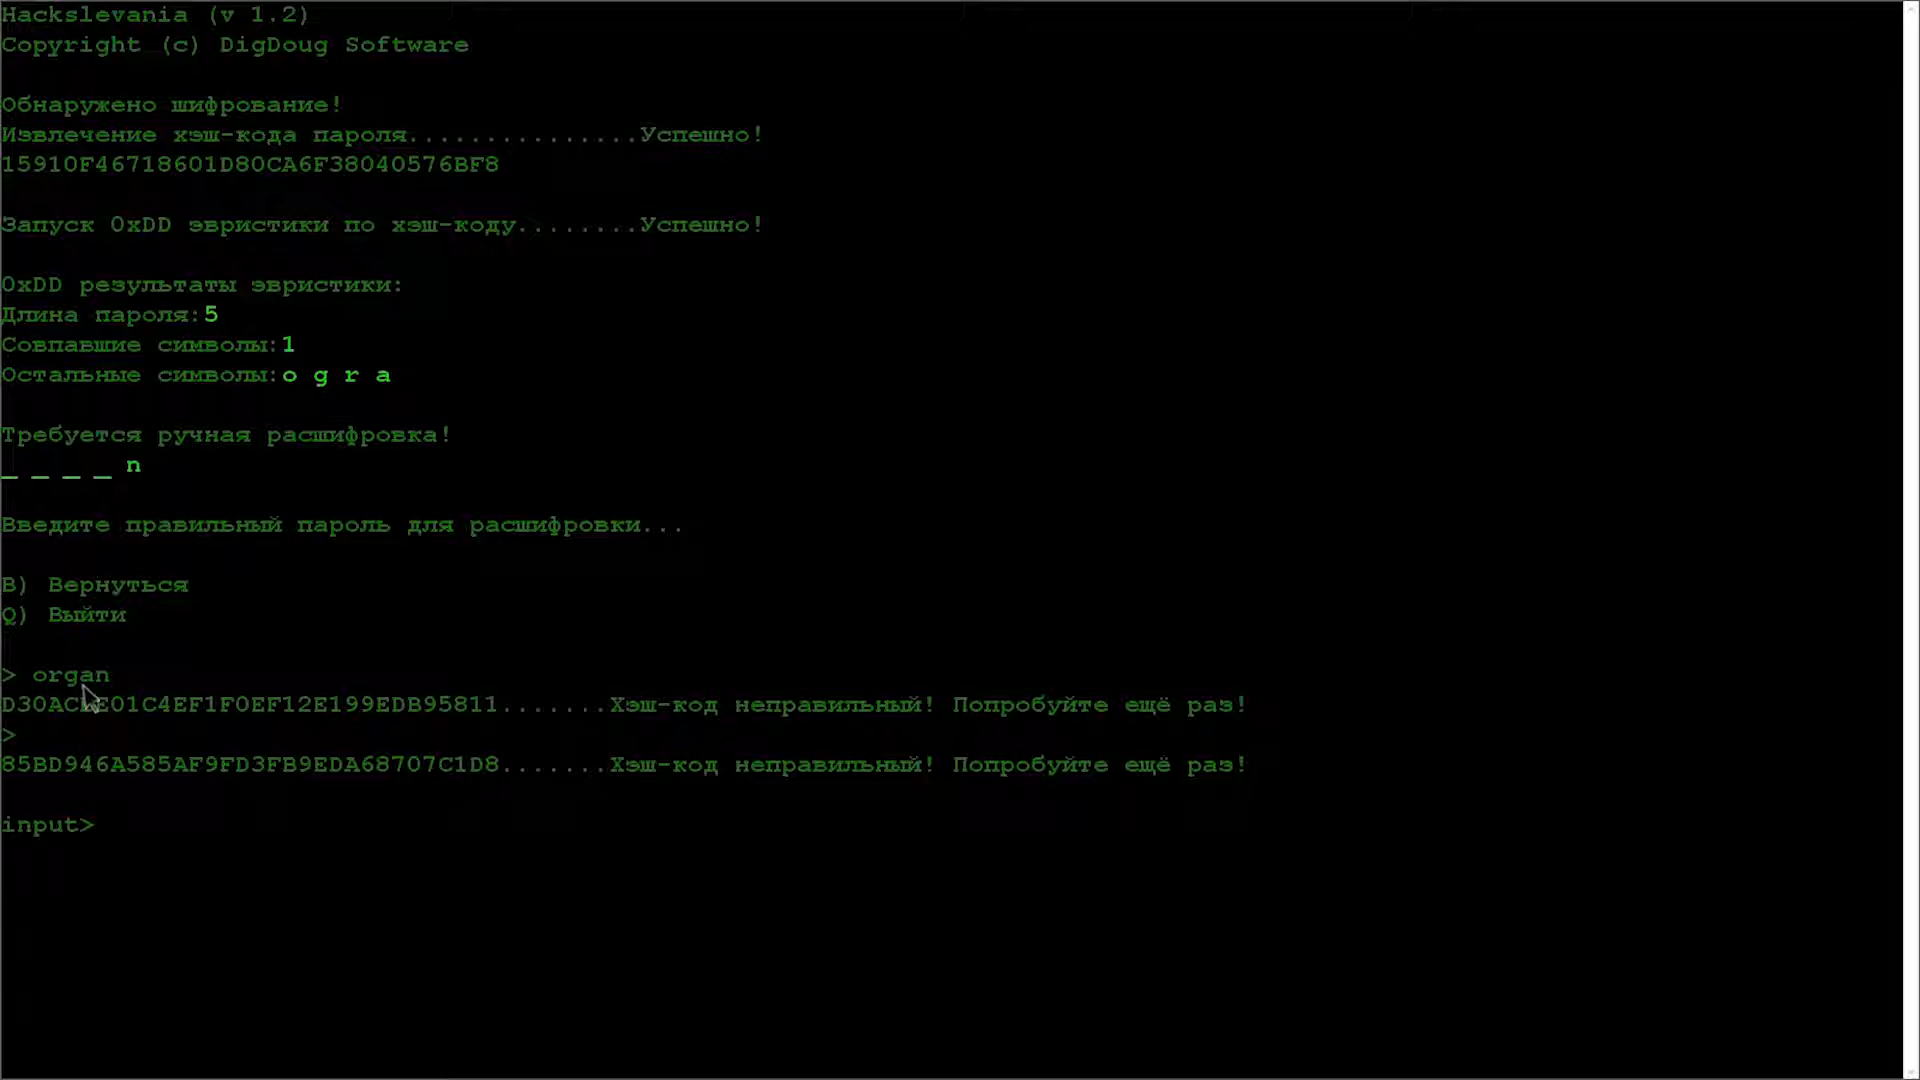 Hackslevania (v 1.2)
Copyright (c) DigDoug Software
Обнаружено шифрование!
Извлечение хэш-кода пароля...............Успешно!
15910F46718601D80CA6F38040576BF8
Запуск 0xDD эвристики по хэш-коду........Успешно!
0xDD результаты эвристики:
Длина пароля:5
Совпавшие символы:1
Остальные символы:o g r a
Требуется ручная расшифровка!
_ _ _ _ n
Введите правильный пароль для расшифровки...
B) Вернуться
Q) Выйти
> organ
.......Хэш-код неправильный! Попробуйте ещё раз!
>
85BD946A585AF9FD3FB9EDA68707C1D8.......Хэш-код неправильный! Попробуйте ещё раз!
input>